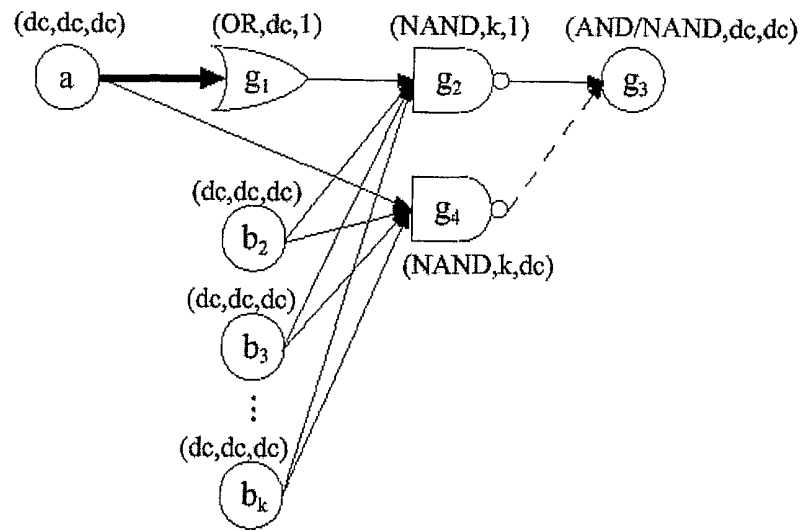 (dc,dc,dc) (OR,dc,1) (NAND,k,1) (AND/NAND,dc,dc)
a g₁ g₂ g₃
(dc,dc,dc)
b₂ g₄
(NAND,k,dc)
(dc,dc,dc)
b₃
⋮
(dc,dc,dc)
bₖ